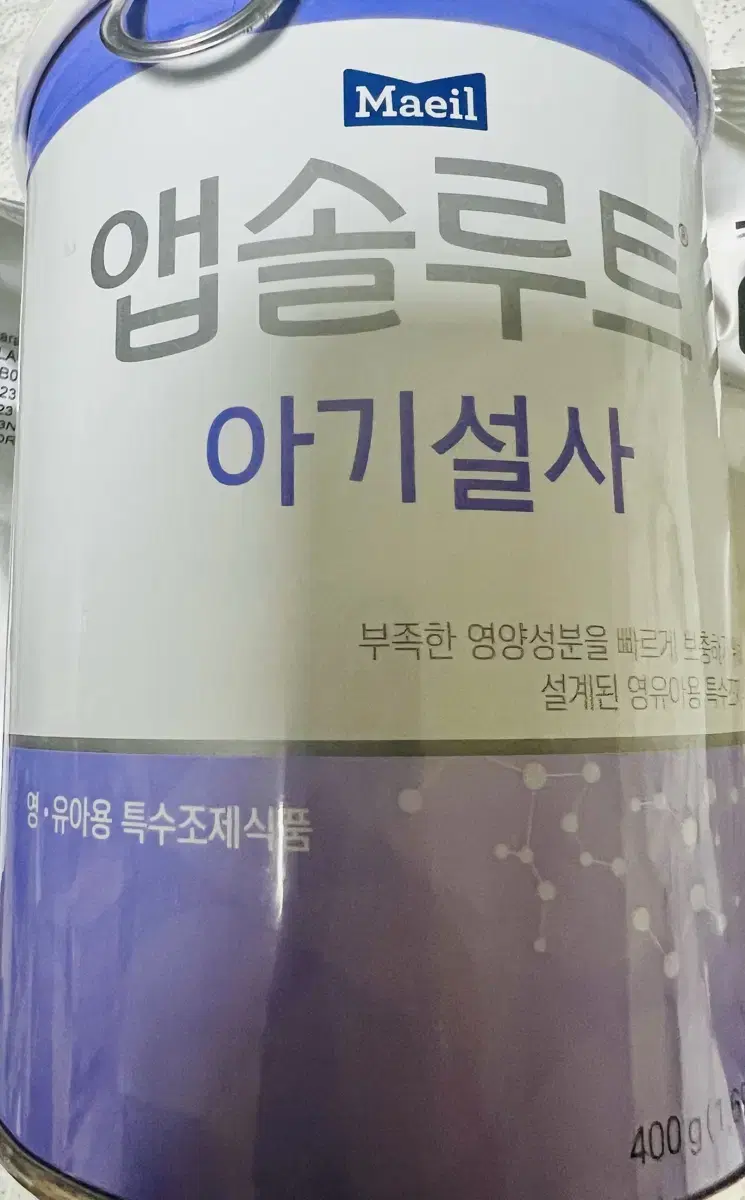 Maeil
앱솔루트®
아기설사
부족한 영양성분을 빠르게 보충하기
설계된 영유아용 특수조
영·유아용 특수조제식품
400g(1,6